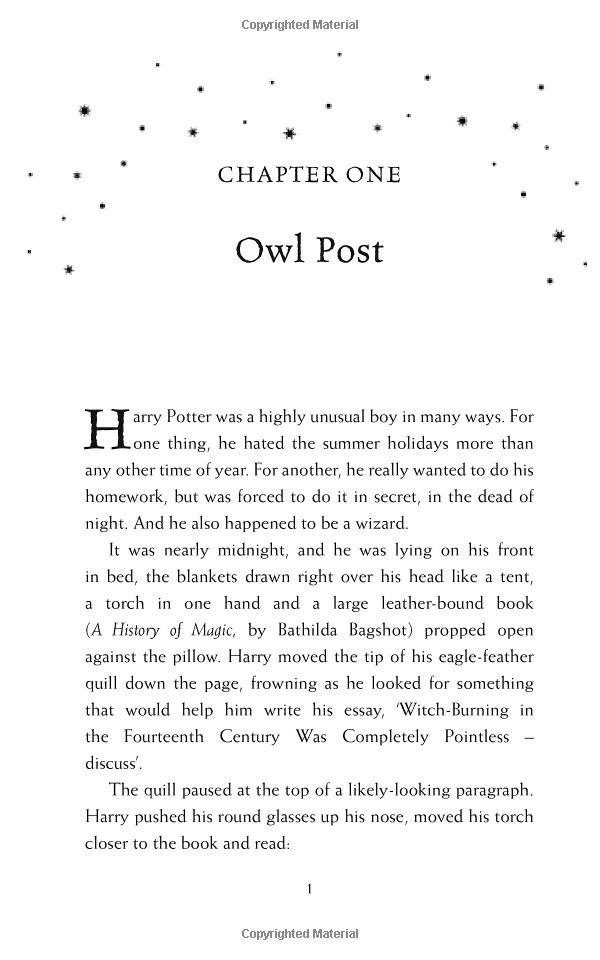 Copyrighted Material
CHAPTER ONE
Owl Post
Harry Potter was a highly unusual boy in many ways. For
one thing, he hated the summer holidays more than
any other time of year. For another, he really wanted to do his
homework, but was forced to do it in secret, in the dead of
night. And he also happened to be a wizard.
It was nearly midnight, and he was lying on his front
in bed, the blankets drawn right over his head like a tent,
a torch in one hand and a large leather-bound book
(A History of Magic, by Bathilda Bagshot) propped open
against the pillow. Harry moved the tip of his eagle-feather
quill down the page, frowning as he looked for something
that would help him write his essay, ‘Witch-Burning in
the Fourteenth Century Was Completely Pointless –
discuss’.
The quill paused at the top of a likely-looking paragraph.
Harry pushed his round glasses up his nose, moved his torch
closer to the book and read:
1
Copyrighted Material